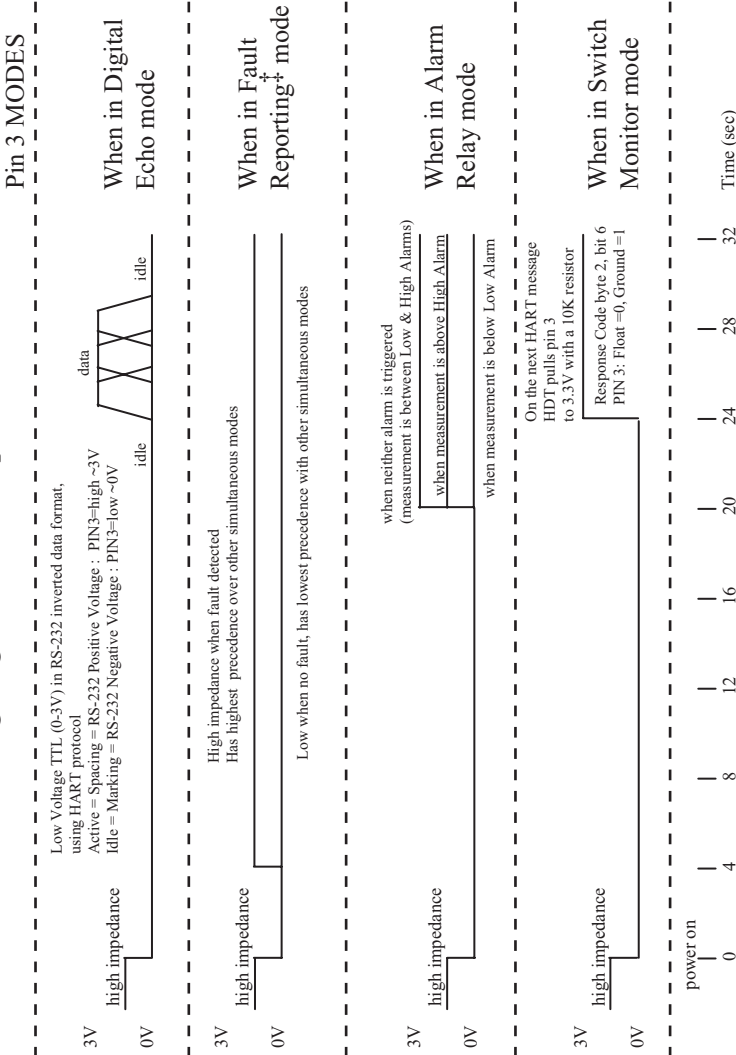 Pin 3 MODES
3V
0V
high impedance
Low Voltage TTL (0-3V) in RS-232 inverted data format,
using HART protocol
Active = Spacing = RS-232 Positive Voltage : PIN3=high ~3V
Idle = Marking = RS-232 Negative Voltage : PIN3=low ~0V
idle
data
idle
When in Digital
Echo mode
3V
0V
high impedance
High impedance when fault detected
Has highest precedence over other simultaneous modes
Low when no fault, has lowest precedence with other simultaneous modes
When in Fault
Reporting‡ mode
3V
0V
high impedance
when neither alarm is triggered
(measurement is between Low & High Alarms)
when measurement is above High Alarm
when measurement is below Low Alarm
When in Alarm
Relay mode
3V
0V
high impedance
On the next HART message
HDT pulls pin 3
to 3.3V with a 10K resistor
Response Code byte 2, bit 6
PIN 3: Float =0, Ground =1
When in Switch
Monitor mode
power on
0 4 8 12 16 20 24 28 32 Time (sec)